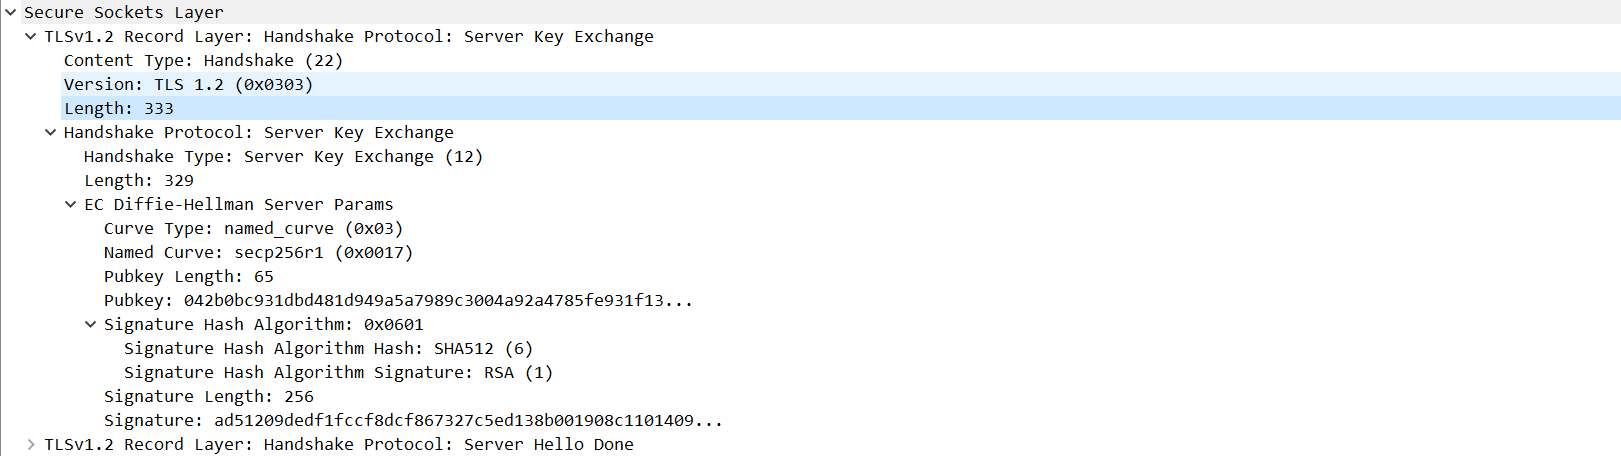 Secure Sockets Layer
TLSv1.2 Record Layer: Handshake Protocol: Server Key Exchange
Content Type: Handshake (22)
Version: TLS 1.2 (0x0303)
Length: 333
Handshake Protocol: Server Key Exchange
Handshake Type: Server Key Exchange (12)
Length: 329
EC Diffie-Hellman Server Params
Curve Type: named_curve (0x03)
Named Curve: secp256r1 (0x0017)
Pubkey Length: 65
Pubkey: 042b0bc931dbd481d949a5a7989c3004a92a4785fe931f13...
Signature Hash Algorithm: 0x0601
Signature Hash Algorithm Hash: SHA512 (6)
Signature Hash Algorithm Signature: RSA (1)
Signature Length: 256
Signature: ad51209dedf1fccf8dcf867327c5ed138b001908c1101409...
TLSv1.2 Record Layer: Handshake Protocol: Server Hello Done